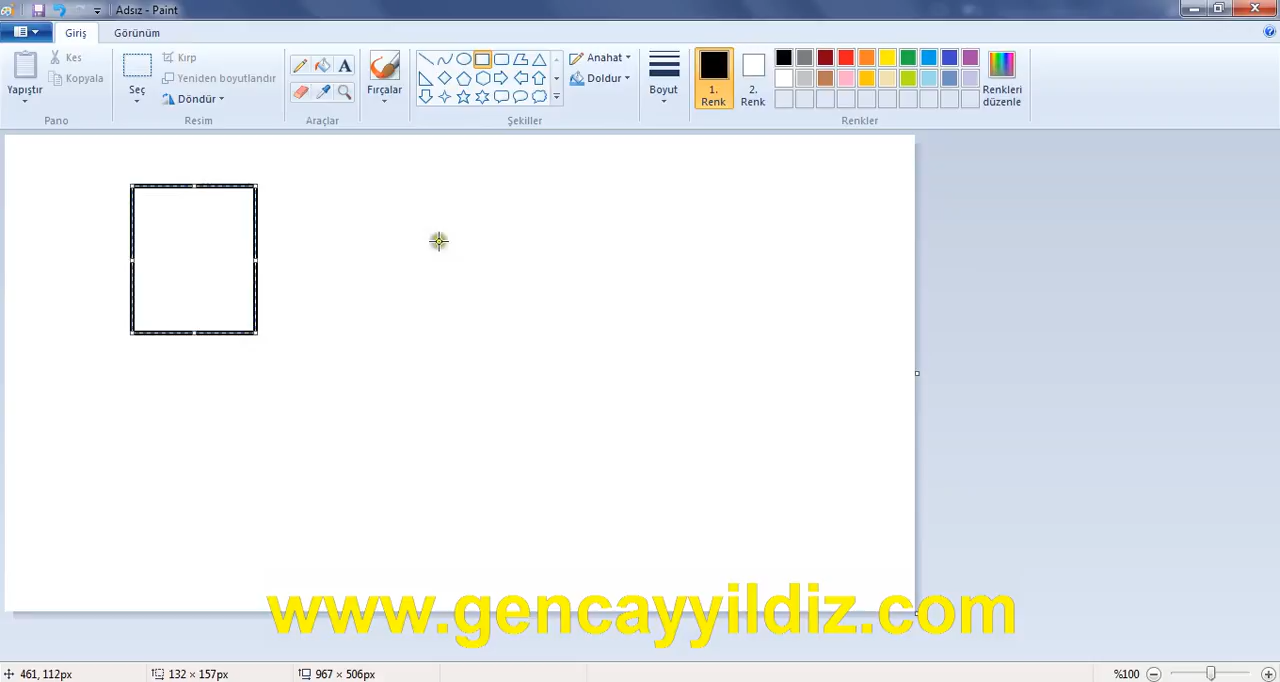 Adsız - Paint
Giriş
Görünüm
Yapıştır
Kes
Kopyala
Pano
Seç
Kırp
Yeniden boyutlandır
Döndür
Resim
A
Araçlar
Fırçalar
Anahat
Doldur
Şekiller
Boyut
1.
Renk
2.
Renk
Renkleri
düzenle
Renkler
www.gencayyildiz.com
461, 112px
132 × 157px
967 × 506px
%100